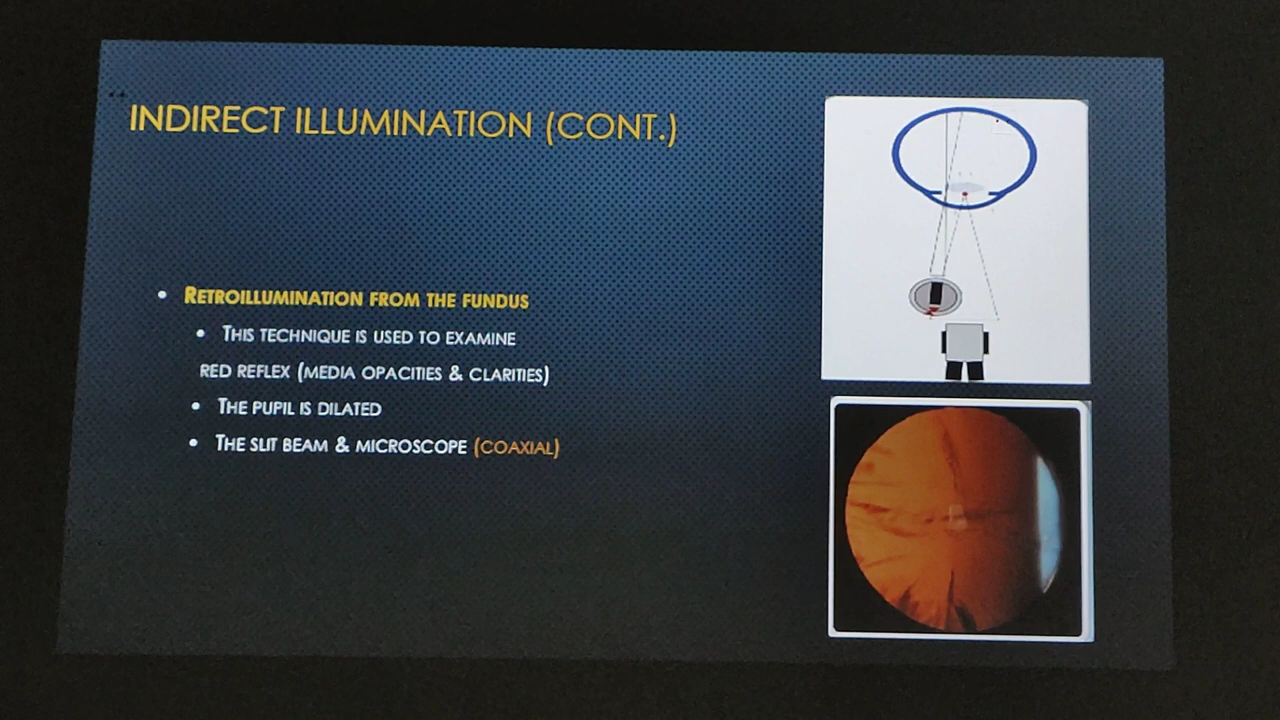 INDIRECT ILLUMINATION (CONT.)
• RETROILLUMINATION FROM THE FUNDUS
• THIS TECHNIQUE IS USED TO EXAMINE
RED REFLEX (MEDIA OPACITIES & CLARITIES)
• THE PUPIL IS DILATED
• THE SLIT BEAM & MICROSCOPE (COAXIAL)